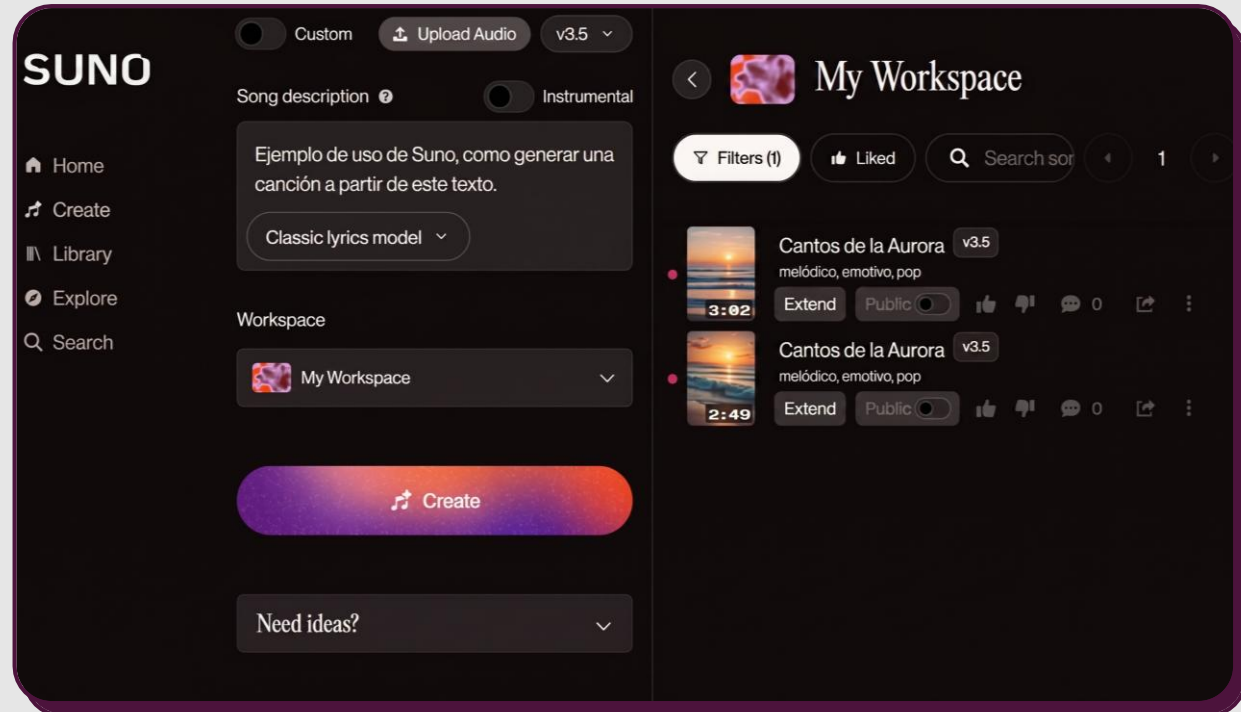 SUNO
Home
Create
Library
Explore
Search
Custom
Upload Audio
v3.5
Song description
Instrumental
Ejemplo de uso de Suno, como generar una
canción a partir de este texto.
Classic lyrics model
Workspace
My Workspace
Create
Need ideas?
My Workspace
Filters (1)
Liked
Search sor
1
Cantos de la Aurora v3.5
melódico, emotivo, pop
3:02
Extend
Public
0
Cantos de la Aurora v3.5
melódico, emotivo, pop
2:49
Extend
Public
0